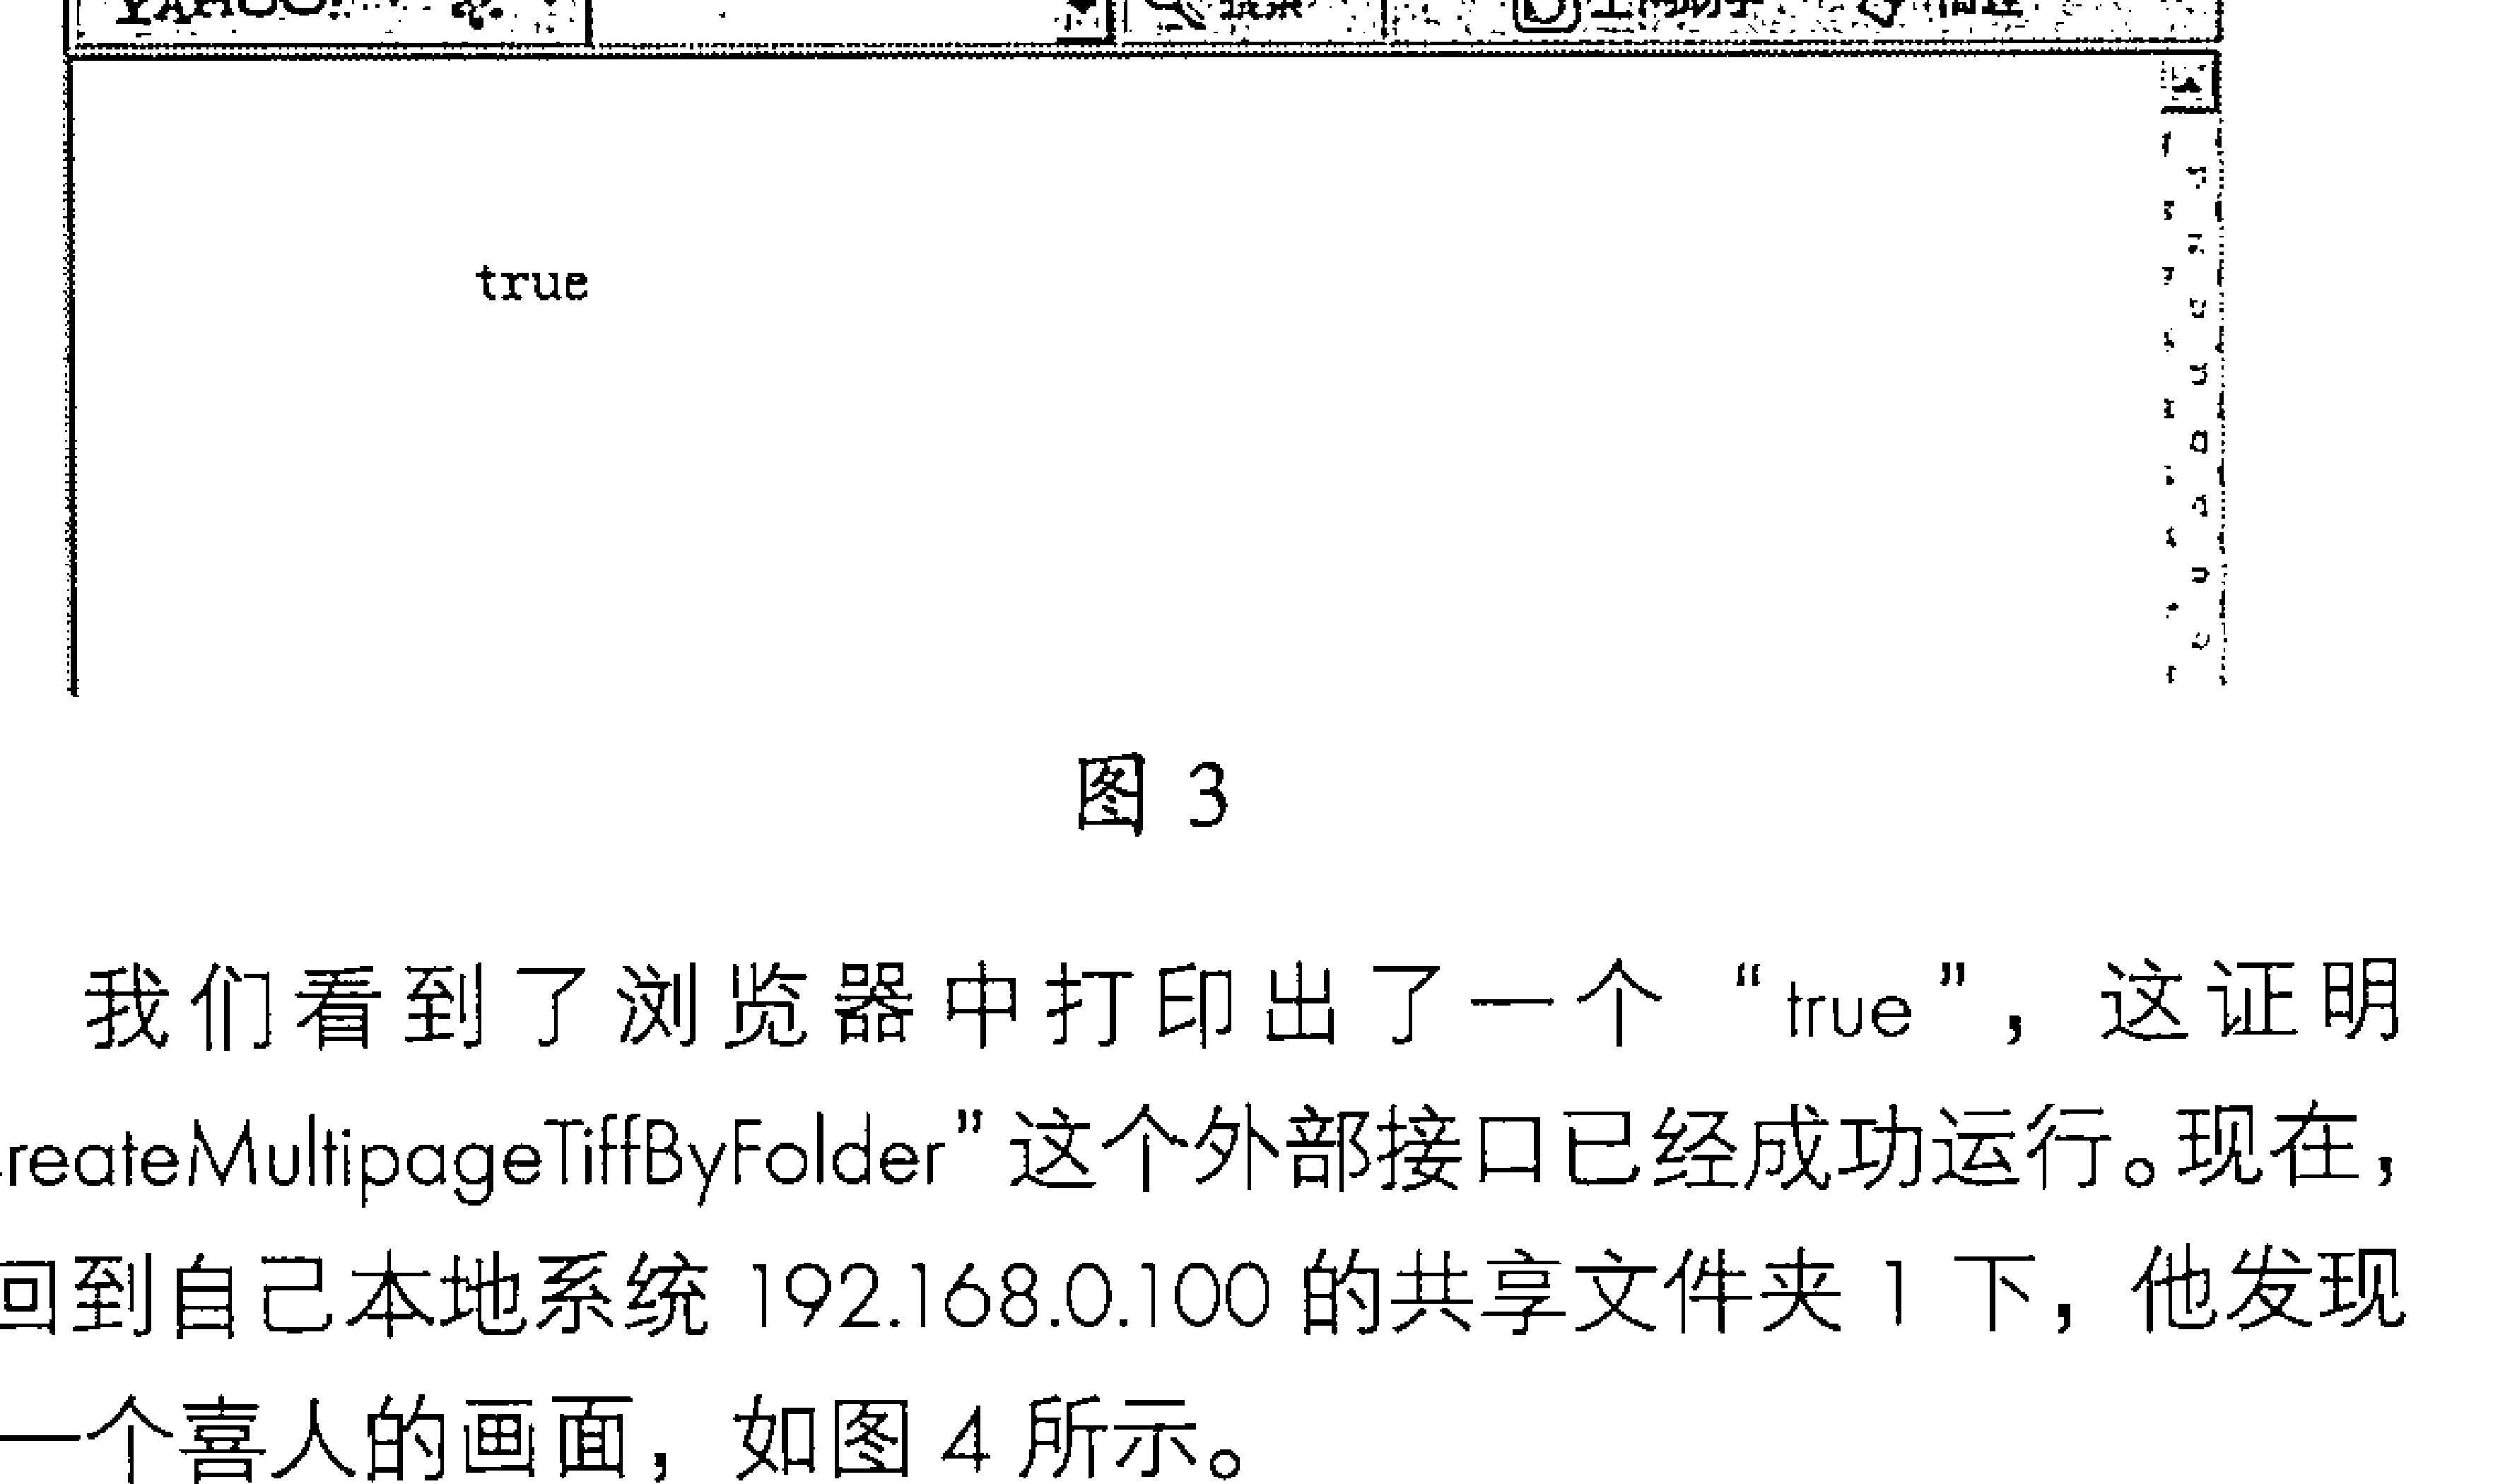 YAHOO!
true
图 3
我们看到了浏览器中打印出了一个“true”，这证明
reateMultipageTiffByFolder”这个外部接口已经成功运行。现在，
回到自己本地系统 192.168.0.100 的共享文件夹 1 下，他发现
一个喜人的画面，如图 4 所示。